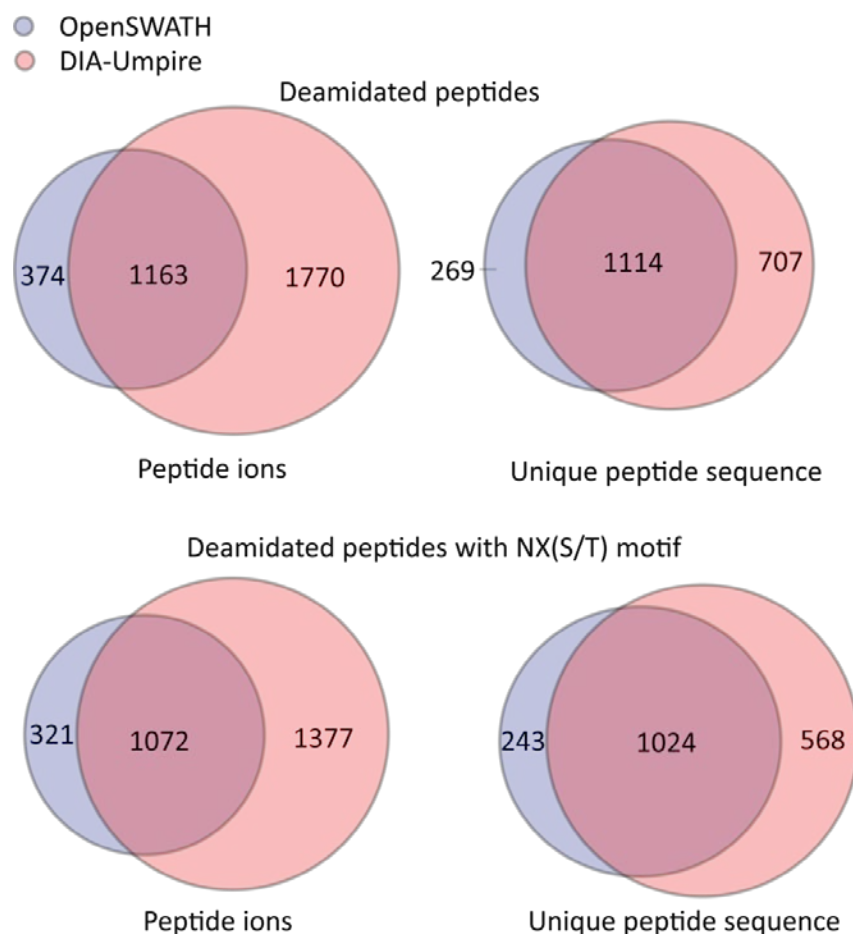 OpenSWATH
DIA-Umpire
Deamidated peptides
374 1163 1770
269 1114 707
Peptide ions
Unique peptide sequence
Deamidated peptides with NX(S/T) motif
321 1072 1377
243 1024 568
Peptide ions
Unique peptide sequence